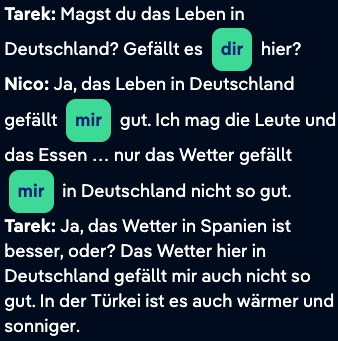 Tarek: Magst du das Leben in
Deutschland? Gefällt es dir hier?
Nico: Ja, das Leben in Deutschland
gefällt mir gut. Ich mag die Leute und
das Essen … nur das Wetter gefällt
mir in Deutschland nicht so gut.
Tarek: Ja, das Wetter in Spanien ist
besser, oder? Das Wetter hier in
Deutschland gefällt mir auch nicht so
gut. In der Türkei ist es auch wärmer und
sonniger.